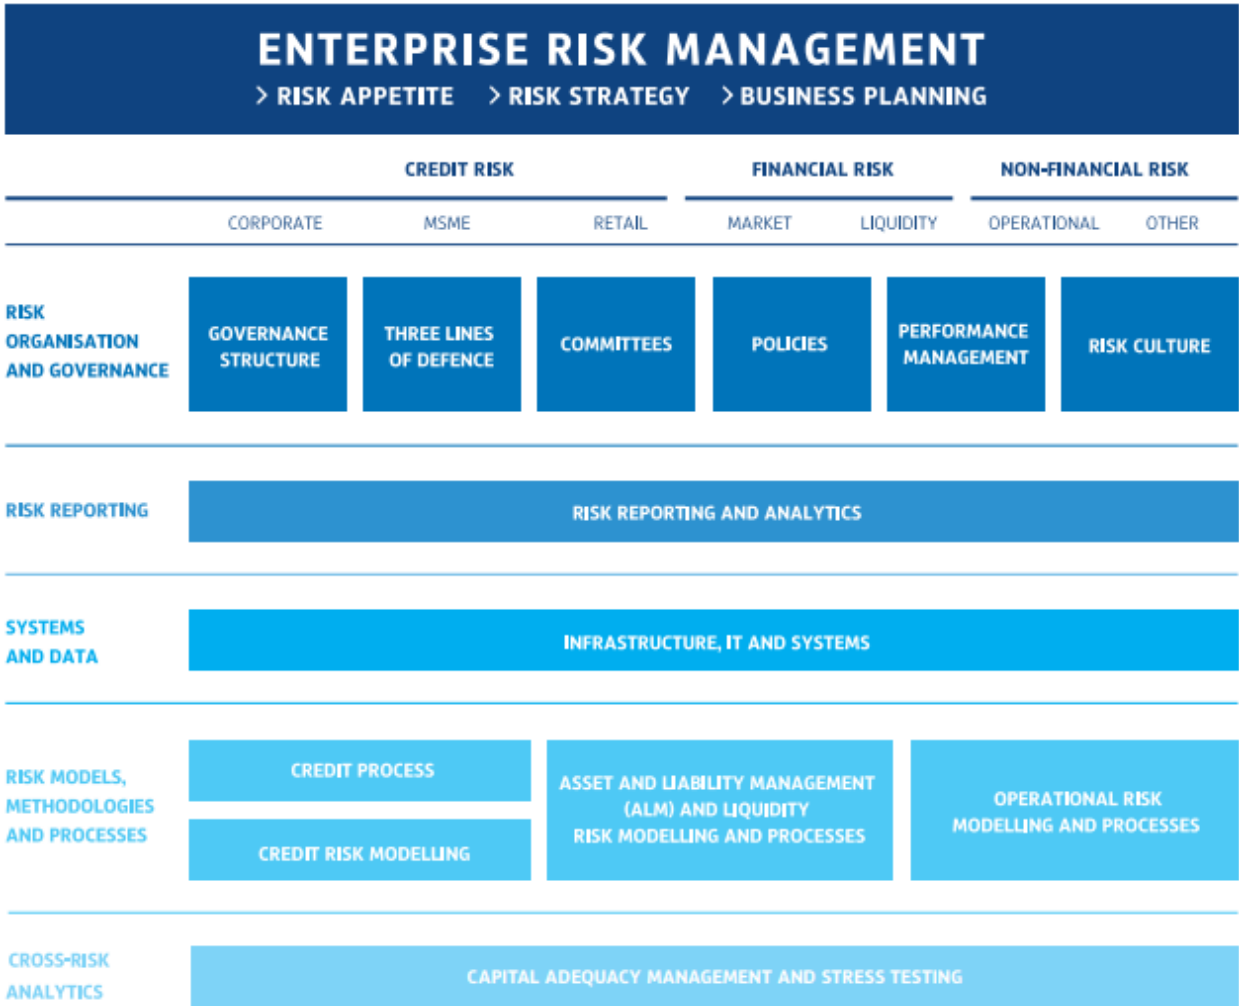 ENTERPRISE RISK MANAGEMENT
> RISK APPETITE > RISK STRATEGY > BUSINESS PLANNING
CREDIT RISK FINANCIAL RISK NON-FINANCIAL RISK
CORPORATE MSME RETAIL MARKET LIQUIDITY OPERATIONAL OTHER
RISK
ORGANISATION
AND GOVERNANCE
GOVERNANCE
STRUCTURE
THREE LINES
OF DEFENCE
COMMITTEES
POLICIES
PERFORMANCE
MANAGEMENT
RISK CULTURE
RISK REPORTING
RISK REPORTING AND ANALYTICS
SYSTEMS
AND DATA
INFRASTRUCTURE, IT AND SYSTEMS
RISK MODELS,
METHODOLOGIES
AND PROCESSES
CREDIT PROCESS
CREDIT RISK MODELLING
ASSET AND LIABILITY MANAGEMENT
(ALM) AND LIQUIDITY
RISK MODELLING AND PROCESSES
OPERATIONAL RISK
MODELLING AND PROCESSES
CROSS-RISK
ANALYTICS
CAPITAL ADEQUACY MANAGEMENT AND STRESS TESTING